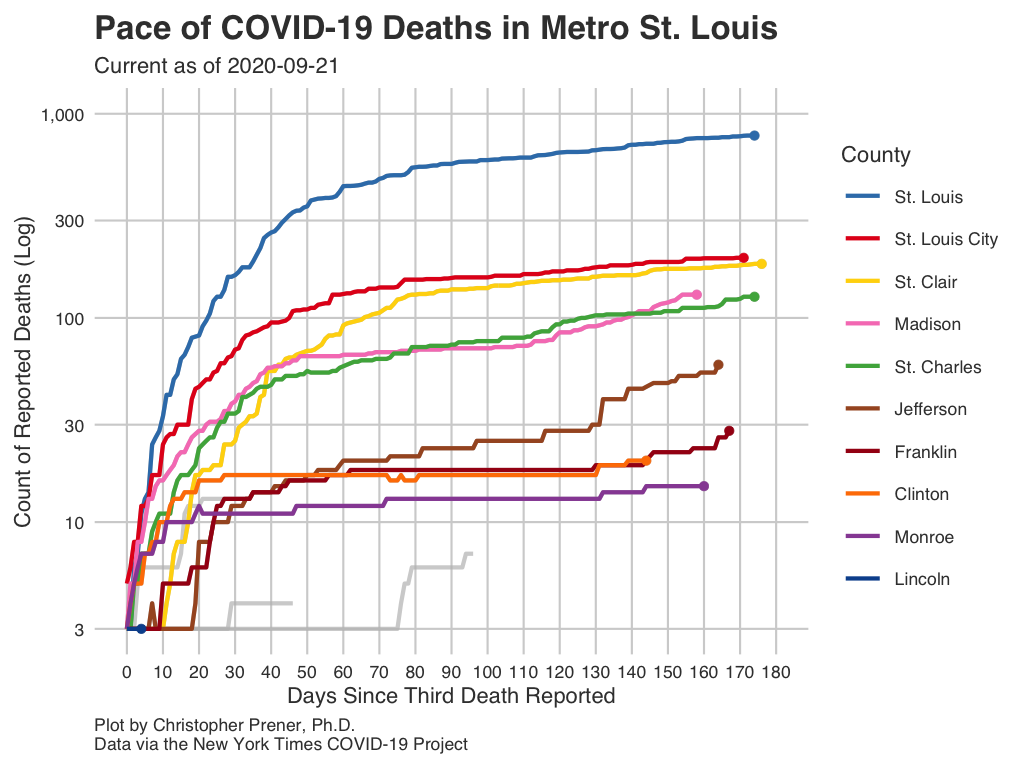 Pace of COVID-19 Deaths in Metro St. Louis
Current as of 2020-09-21
Count of Reported Deaths (Log)
1,000
300
100
30
10
3
0 10 20 30 40 50 60 70 80 90 100 110 120 130 140 150 160 170 180
Days Since Third Death Reported
County
St. Louis
St. Louis City
St. Clair
Madison
St. Charles
Jefferson
Franklin
Clinton
Monroe
Lincoln
Plot by Christopher Prener, Ph.D.
Data via the New York Times COVID-19 Project